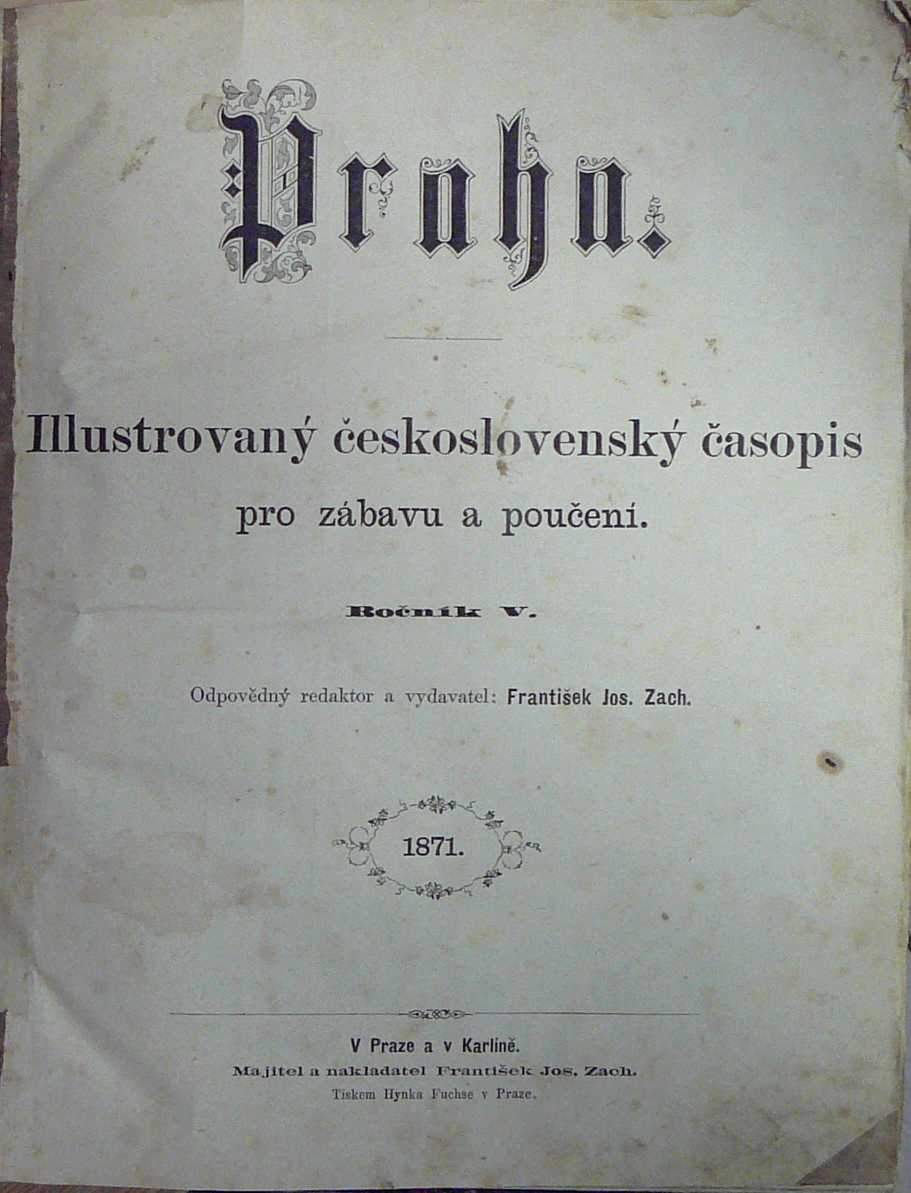 Praha.
Illustrovaný československý časopis
pro zábavu a poučení.
Ročník V.
Odpovědný redaktor a vydavatel: František Jos. Zach.
1871.
V Praze a v Karlíně.
Majitel a nakladatel František Jos. Zach.
Tiskem Hynka Fuchse v Praze.